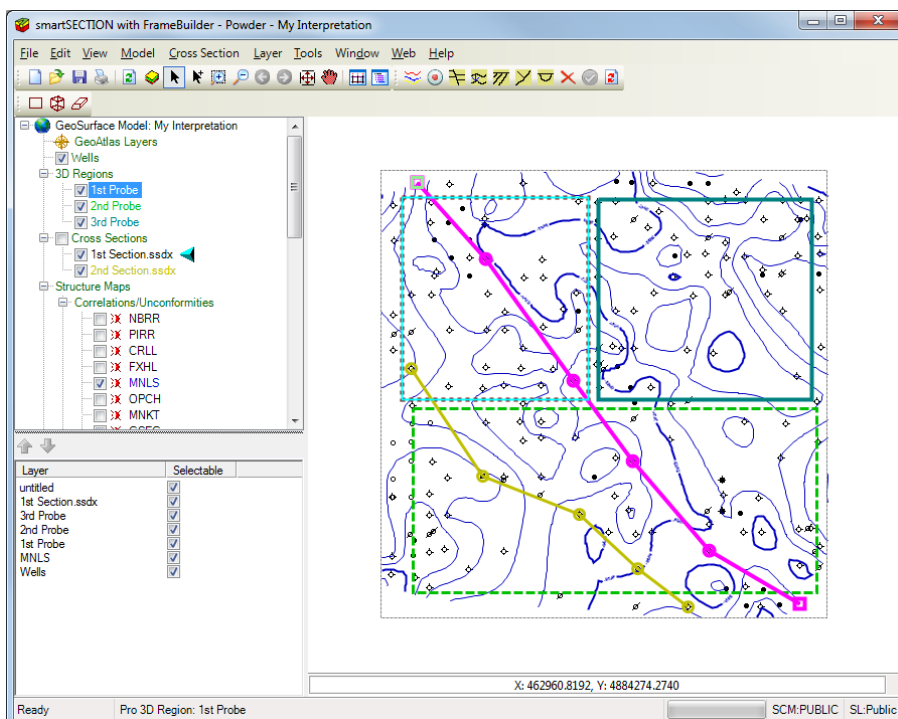 smartSECTION with FrameBuilder - Powder - My Interpretation
File Edit View Model Cross Section Layer Tools Window Web Help
GeoSurface Model: My Interpretation
GeoAtlas Layers
Wells
3D Regions
1st Probe
2nd Probe
3rd Probe
Cross Sections
1st Section.ssdx
2nd Section.ssdx
Structure Maps
Correlations/Unconformities
NBRR
PIRR
CRLL
FXHL
MNLS
OPCH
MNKT
Layer Selectable
untitled
1st Section.ssdx
3rd Probe
2nd Probe
1st Probe
MNLS
Wells
X: 462960.8192, Y: 4884274.2740
Ready Pro 3D Region: 1st Probe SCM:PUBLIC SL:Public